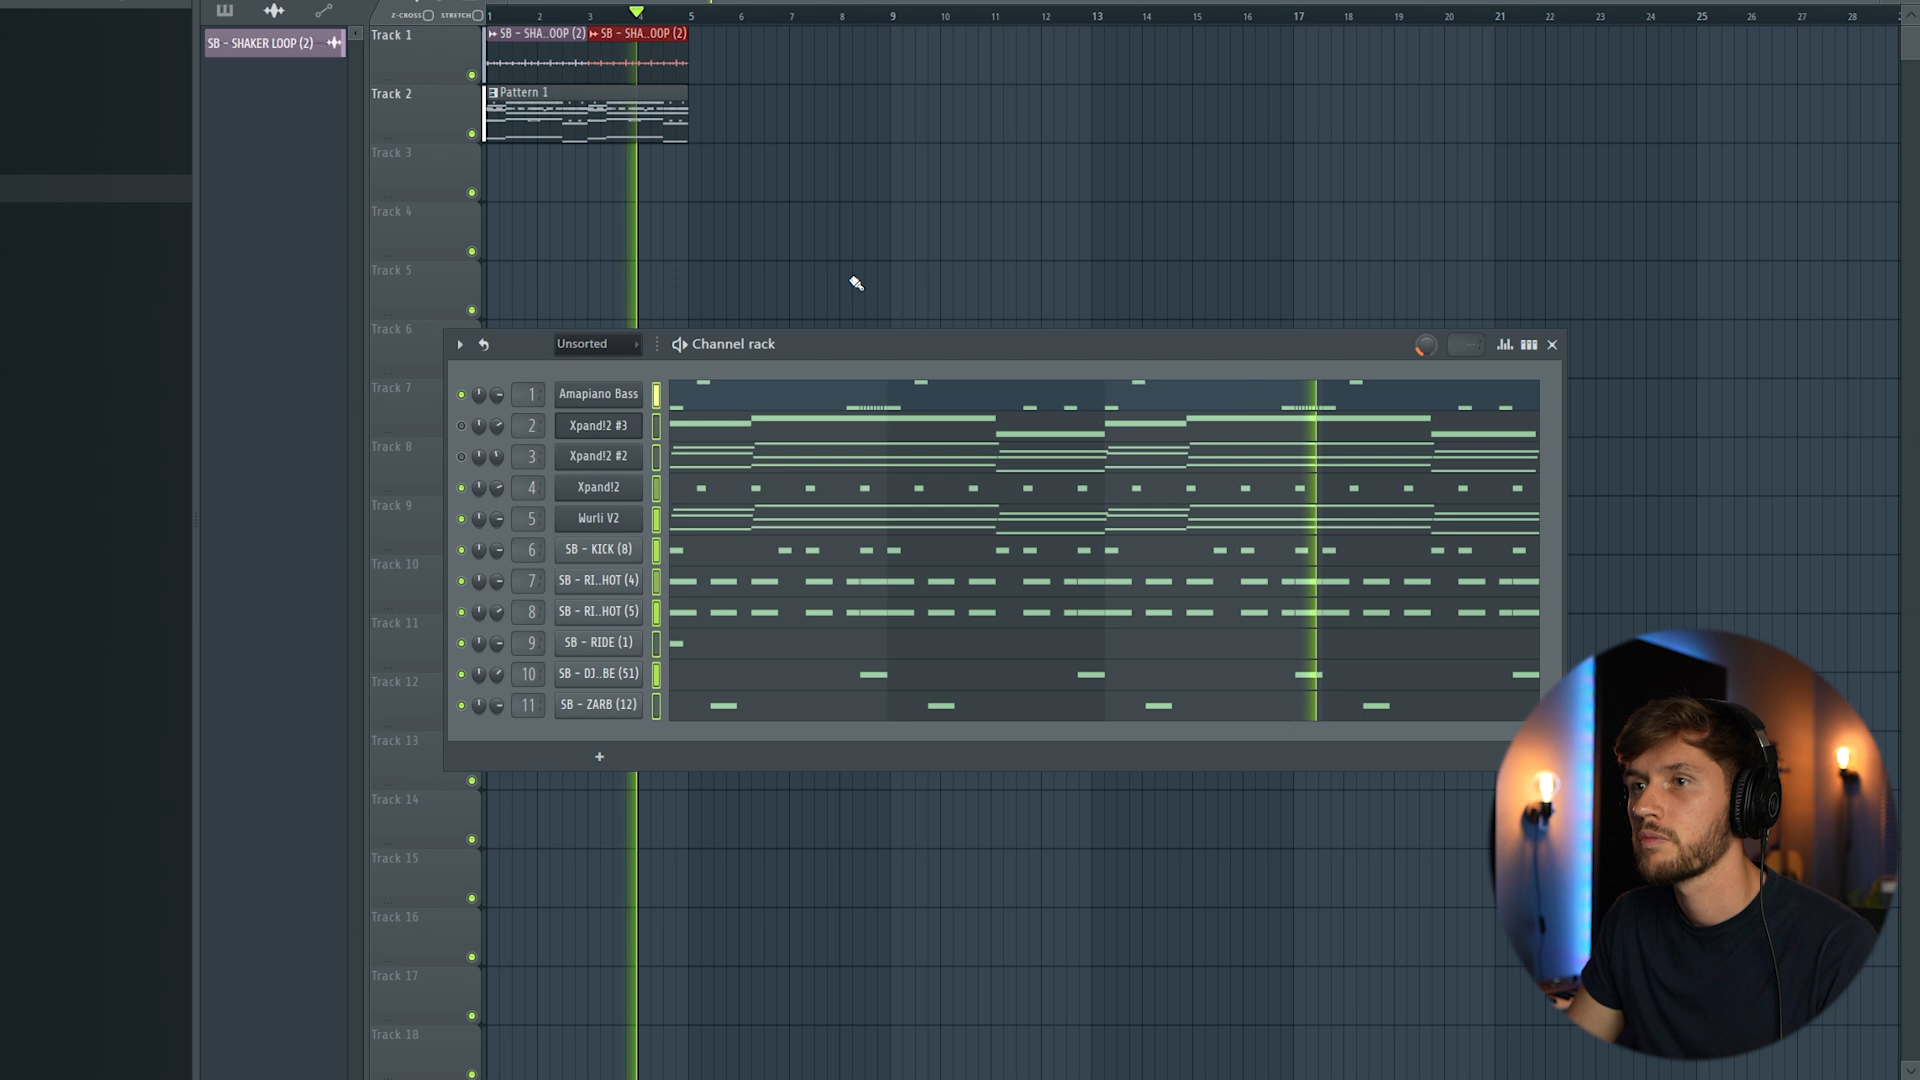 Z-CROSS STRETCH 1 2 3 4 5 6 7 8 9 10 11 12 13 14 15 16 17 18 19 20 21 22 23 24 25 26 27 28
SB - SHAKER LOOP (2)
Track 1
SB - SHA..OOP (2) SB - SHA..OOP (2)
Track 2
Pattern 1
Track 3
Track 4
Track 5
Track 6
Unsorted Channel rack
Track 7
1 Amapiano Bass
2 Xpand!2 #3
Track 8
3 Xpand!2 #2
4 Xpand!2
Track 9
5 Wurli V2
6 SB - KICK (8)
Track 10
7 SB - RI..HOT (4)
8 SB - RI..HOT (5)
Track 11
9 SB - RIDE (1)
10 SB - DJ..BE (51)
Track 12
11 SB - ZARB (12)
Track 13
+
Track 14
Track 15
Track 16
Track 17
Track 18